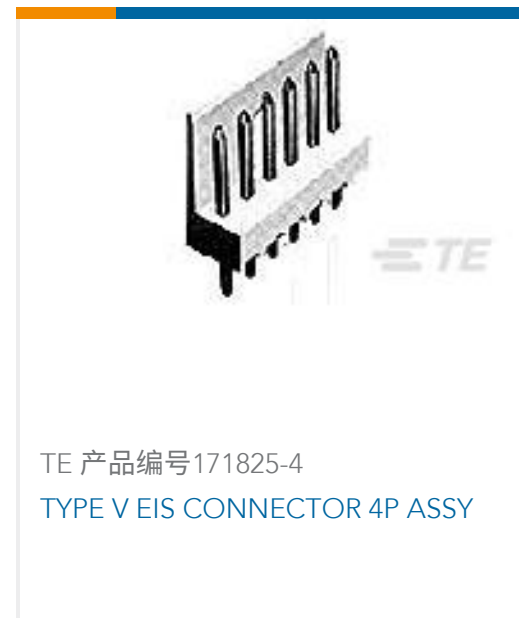 TE
TE 产品编号171825-4
TYPE V EIS CONNECTOR 4P ASSY